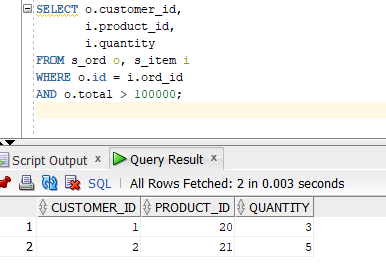 SELECT o.customer_id,
i.product_id,
i.quantity
FROM s_ord o, s_item i
WHERE o.id = i.ord_id
AND o.total > 100000;
Script Output x Query Result x
SQL | All Rows Fetched: 2 in 0.003 seconds
CUSTOMER_ID PRODUCT_ID QUANTITY
1 1 20 3
2 2 21 5